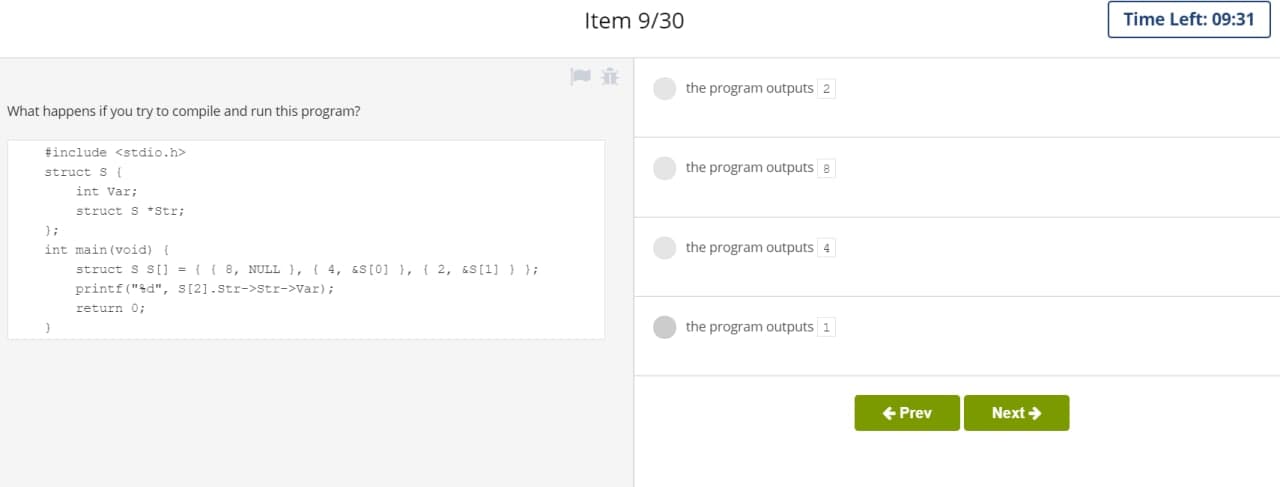 Item 9/30
Time Left: 09:31
What happens if you try to compile and run this program?
#include <stdio.h>
struct S {
    int Var;
    struct S *Str;
};
int main(void) {
    struct S S[] = { { 8, NULL }, { 4, &S[0] }, { 2, &S[1] } };
    printf("%d", S[2].Str->Str->Var);
    return 0;
}
the program outputs 2
the program outputs 8
the program outputs 4
the program outputs 1
← Prev
Next →